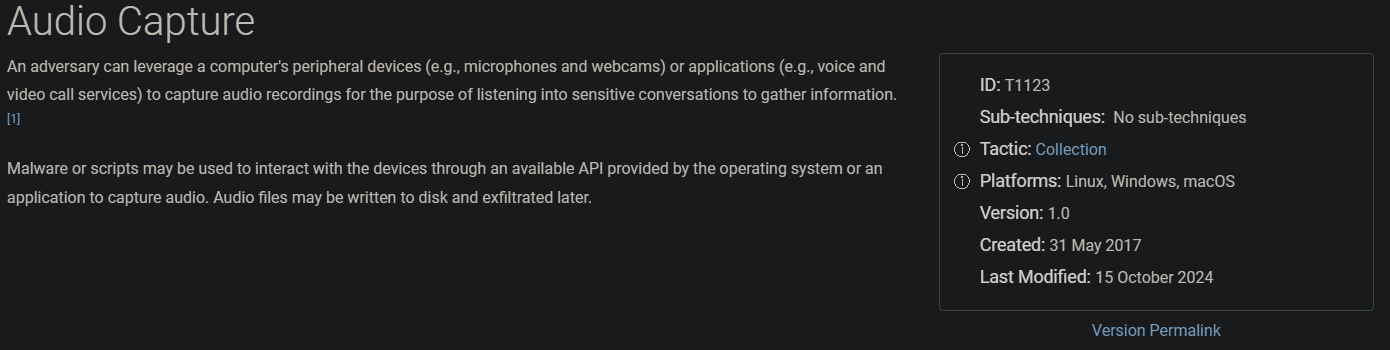 Audio Capture
An adversary can leverage a computer's peripheral devices (e.g., microphones and webcams) or applications (e.g., voice and
video call services) to capture audio recordings for the purpose of listening into sensitive conversations to gather information.
[1]
Malware or scripts may be used to interact with the devices through an available API provided by the operating system or an
application to capture audio. Audio files may be written to disk and exfiltrated later.
ID: T1123
Sub-techniques: No sub-techniques
Tactic: Collection
Platforms: Linux, Windows, macOS
Version: 1.0
Created: 31 May 2017
Last Modified: 15 October 2024
Version Permalink